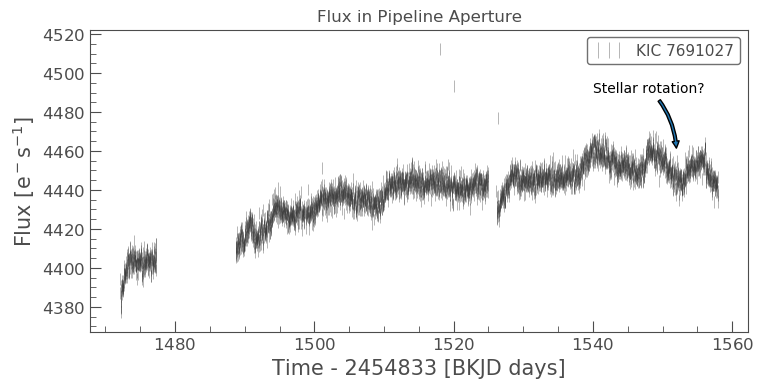 Flux in Pipeline Aperture
4520
4500
4480
4460
4440
4420
4400
4380
Flux [e⁻ s⁻¹]
KIC 7691027
Stellar rotation?
1480
1500
1520
1540
1560
Time - 2454833 [BKJD days]